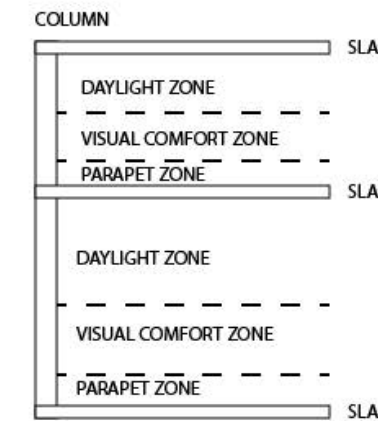 COLUMN
SLA
DAYLIGHT ZONE
VISUAL COMFORT ZONE
PARAPET ZONE
SLA
DAYLIGHT ZONE
VISUAL COMFORT ZONE
PARAPET ZONE
SLA